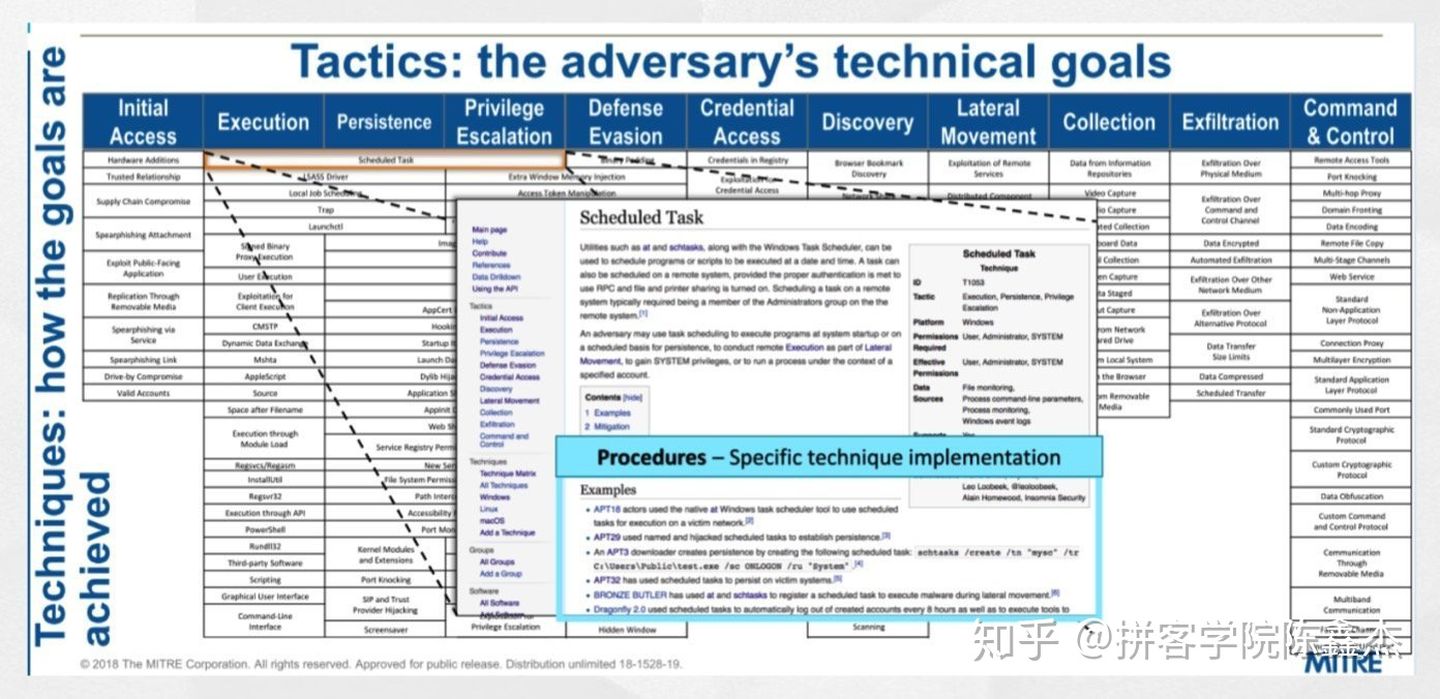 Tactics: the adversary's technical goals
Techniques: how the goals are
achieved
Initial
Access
Execution
Persistence
Privilege
Escalation
Defense
Evasion
Credential
Access
Discovery
Lateral
Movement
Collection
Exfiltration
Command
& Control
Hardware Additions
Trusted Relationship
Supply Chain Compromise
Spearphishing Attachment
Exploit Public-Facing
Application
Replication Through
Removable Media
Spearphishing via
Service
Spearphishing Link
Drive-by Compromise
Valid Accounts
Scheduled Task
LSASS Driver
Local Job Scheduling
Trap
Launchctl
Signed Binary
Proxy Execution
User Execution
Exploitation for
Client Execution
CMSTP
Dynamic Data Exchange
Mshta
AppleScript
Source
Space after Filename
Execution through
Module Load
Regsvcs/Regasm
InstallUtil
Regsvr32
Execution through API
PowerShell
Rundll32
Third-party Software
Scripting
Graphical User Interface
Command-Line
Interface
Extra Window Memory Injection
Access Token Manipulation
Imag
AppCert
Hookin
Startup It
Launch Da
Dylib Hija
Application S
AppInit D
Web Sh
Service Registry Perm
New Ser
File System Permiss
Path Interc
Accessibility
Port Mon
Kernel Modules
and Extensions
Port Knocking
SIP and Trust
Provider Hijacking
Screensaver
Privilege Escalation
Binary Padding
Hidden Window
Credentials in Registry
Exploitation for
Credential Access
Browser Bookmark
Discovery
Network Share
Scanning
Exploitation of Remote
Services
Distributed Component
Data from Information
Repositories
Video Capture
io Capture
ated Collection
board Data
l Collection
en Capture
ta Staged
ut Capture
rom Network
ared Drive
m Local System
the Browser
om Removable
Media
Exfiltration Over
Physical Medium
Exfiltration Over
Command and
Control Channel
Data Encrypted
Automated Exfiltration
Exfiltration Over Other
Network Medium
Exfiltration Over
Alternative Protocol
Data Transfer
Size Limits
Data Compressed
Scheduled Transfer
Remote Access Tools
Port Knocking
Multi-hop Proxy
Domain Fronting
Data Encoding
Remote File Copy
Multi-Stage Channels
Web Service
Standard
Non-Application
Layer Protocol
Connection Proxy
Multilayer Encryption
Standard Application
Layer Protocol
Commonly Used Port
Standard Cryptographic
Protocol
Custom Cryptographic
Protocol
Data Obfuscation
Custom Command
and Control Protocol
Communication
Through
Removable Media
Multiband
Communication
Main page
Help
Contribute
References
Data Drilldown
Using the API
Tactics
Initial Access
Execution
Persistence
Privilege Escalation
Defense Evasion
Credential Access
Discovery
Lateral Movement
Collection
Exfiltration
Command and
Control
Techniques
Technique Matrix
All Techniques
Windows
Linux
macOS
Add a Technique
Groups
All Groups
Add a Group
Software
All Software
Scheduled Task
Utilities such as at and schtasks, along with the Windows Task Scheduler, can be
used to schedule programs or scripts to be executed at a date and time. A task can
also be scheduled on a remote system, provided the proper authentication is met to
use RPC and file and printer sharing is turned on. Scheduling a task on a remote
system typically required being a member of the Administrators group on the the
remote system.[1]
An adversary may use task scheduling to execute programs at system startup or on
a scheduled basis for persistence, to conduct remote Execution as part of Lateral
Movement, to gain SYSTEM privileges, or to run a process under the context of a
specified account.
Contents [hide]
1 Examples
2 Mitigation
Scheduled Task
Technique
ID T1053
Tactic Execution, Persistence, Privilege
Escalation
Platform Windows
Permissions User, Administrator, SYSTEM
Required
Effective User, Administrator, SYSTEM
Permissions
Data File monitoring,
Sources Process command-line parameters,
Process monitoring,
Windows event logs
Leo Loobeek, @leoloobeek,
Alain Homewood, Insomnia Security
Procedures – Specific technique implementation
Examples
• APT18 actors used the native at Windows task scheduler tool to use scheduled
tasks for execution on a victim network.[2]
• APT29 used named and hijacked scheduled tasks to establish persistence.[3]
• An APT3 downloader creates persistence by creating the following scheduled task: schtasks /create /tn "mysc" /tr
C:\Users\Public\test.exe /sc ONLOGON /ru "System".[4]
• APT32 has used scheduled tasks to persist on victim systems.[5]
• BRONZE BUTLER has used at and schtasks to register a scheduled task to execute malware during lateral movement.[6]
• Dragonfly 2.0 used scheduled tasks to automatically log out of created accounts every 8 hours as well as to execute tools to
© 2018 The MITRE Corporation. All rights reserved. Approved for public release. Distribution unlimited 18-1528-19.
MITRE
知乎 @拼客学院陈鑫杰